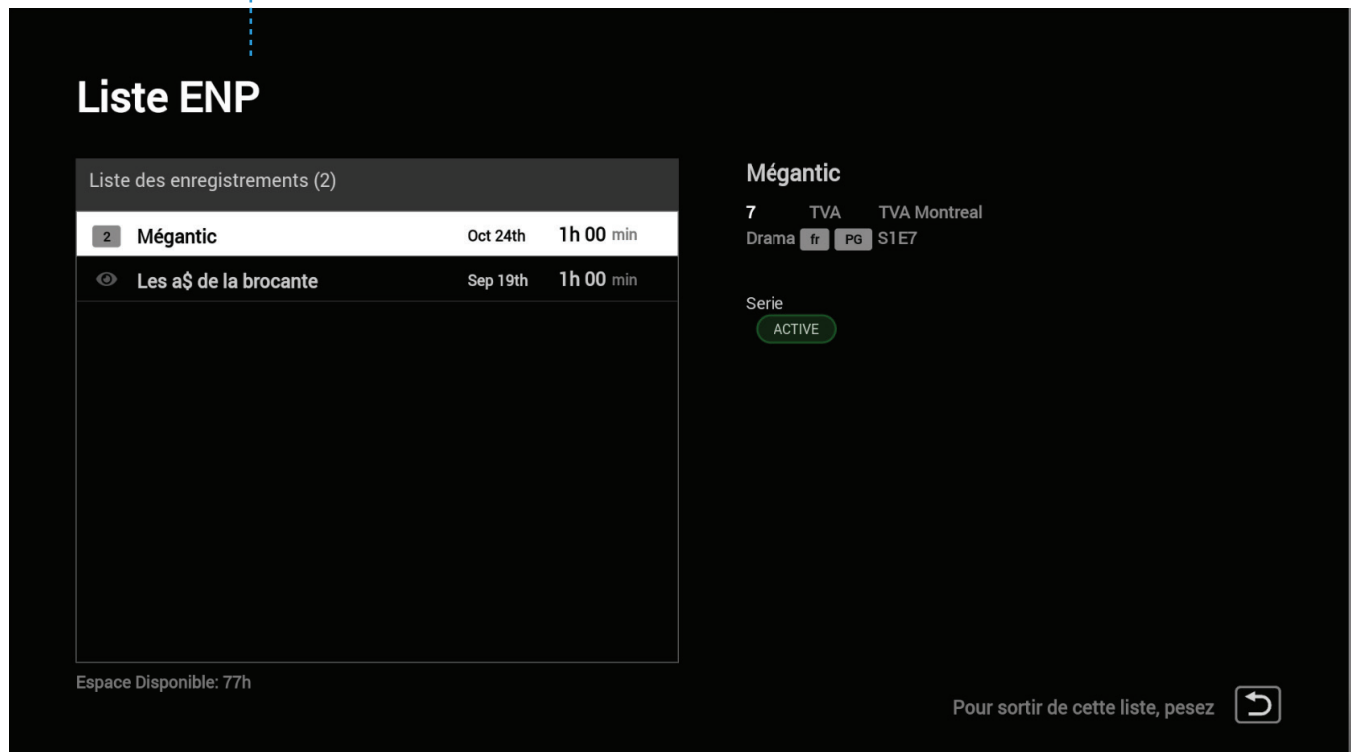 Liste ENP
Liste des enregistrements (2)
2 Mégantic Oct 24th 1h 00 min
Les a$ de la brocante Sep 19th 1h 00 min
Espace Disponible: 77h
Mégantic
7 TVA TVA Montreal
Drama fr PG S1E7
Serie
ACTIVE
Pour sortir de cette liste, pesez